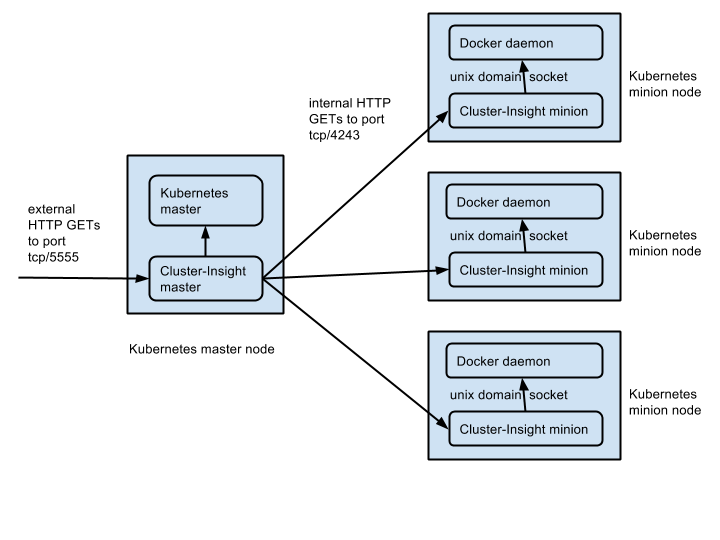 external
HTTP GETs
to port
tcp/5555
Kubernetes
master
Cluster-Insight
master
Kubernetes master node
internal HTTP
GETs to port
tcp/4243
Docker daemon
unix domain socket
Cluster-Insight minion
Kubernetes
minion node
Docker daemon
unix domain socket
Cluster-Insight minion
Kubernetes
minion node
Docker daemon
unix domain socket
Cluster-Insight minion
Kubernetes
minion node